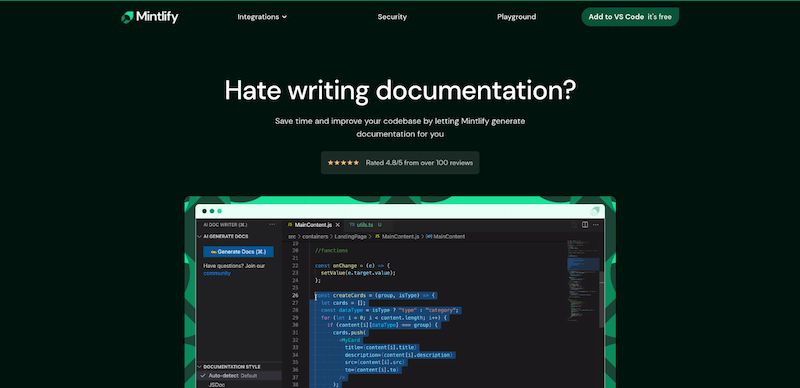 Mintlify
Integrations
Security
Playground
Add to VS Code it's free
Hate writing documentation?
Save time and improve your codebase by letting Mintlify generate
documentation for you
Rated 4.8/5 from over 100 reviews
AI DOC WRITER (⌘.)
MainContent.js
utils.ts U
AI GENERATE DOCS
src > containers > LandingPage > MainContent.js > MainContent
Generate Docs (⌘.)
Have questions? Join our
community
19
20 //functions
21
22 const onChange = (e) => {
23 setValue(e.target.value);
24 };
25
26 const createCards = (group, isType) => {
27 let cards = [];
28 const dataType = isType ? "type" : "category";
29 for (let i = 0; i < content.length; i++) {
30 if (content[i][dataType] === group) {
31 cards.push(
32 <MyCard
33 title={content[i].title}
34 description={content[i].description}
35 src={content[i].src}
36 to={content[i].to}
37 />
38 );
DOCUMENTATION STYLE
Auto-detect Default
JSDoc